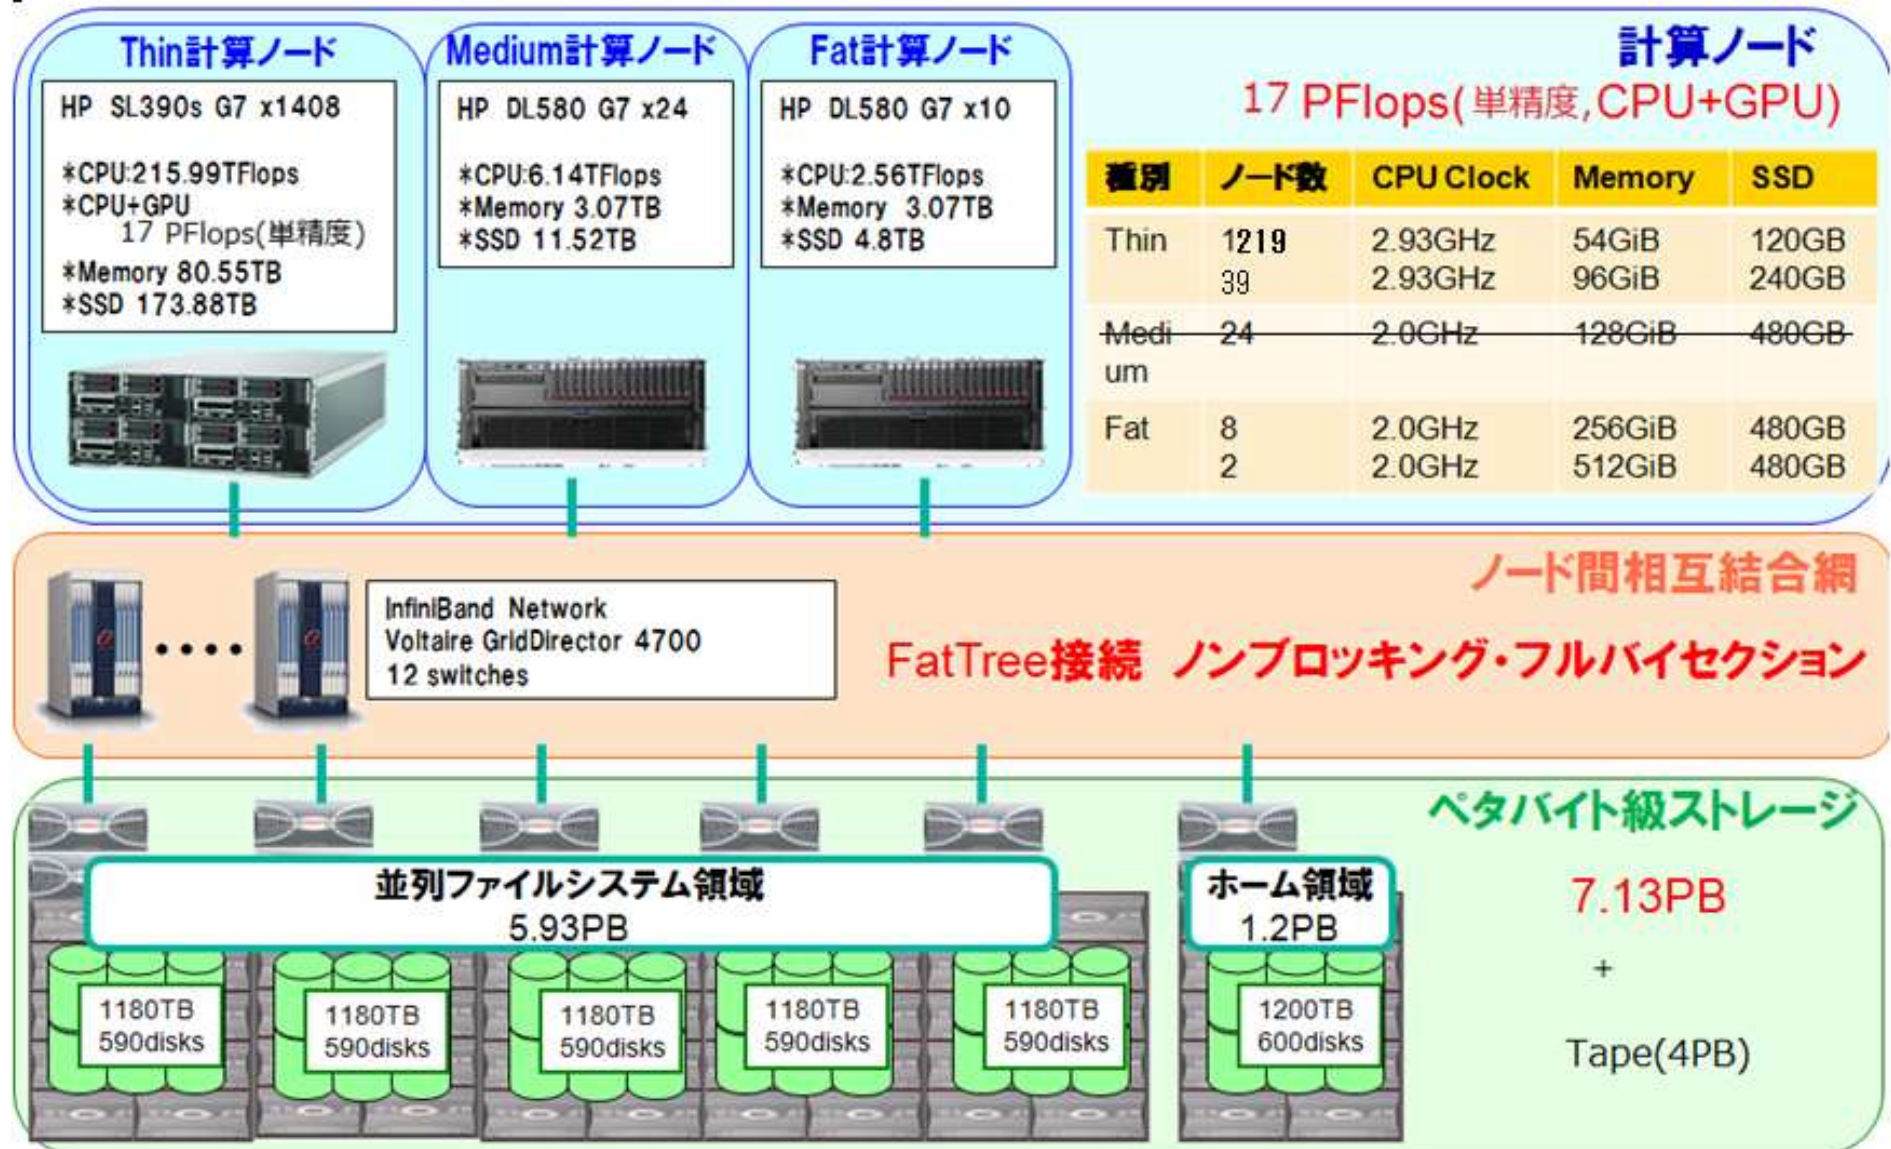 Thin計算ノード
HP SL390s G7 x1408
*CPU:215.99TFlops
*CPU+GPU
17 PFlops(単精度)
*Memory 80.55TB
*SSD 173.88TB
Medium計算ノード
HP DL580 G7 x24
*CPU:6.14TFlops
*Memory 3.07TB
*SSD 11.52TB
Fat計算ノード
HP DL580 G7 x10
*CPU:2.56TFlops
*Memory 3.07TB
*SSD 4.8TB
計算ノード
17 PFlops(単精度,CPU+GPU)
種別 ノード数 CPU Clock Memory SSD
Thin 1219 2.93GHz 54GiB 120GB
39 2.93GHz 96GiB 240GB
Medi 24 2.0GHz 128GiB 480GB
um
Fat 8 2.0GHz 256GiB 480GB
2 2.0GHz 512GiB 480GB
ノード間相互結合網
InfiniBand Network
Voltaire GridDirector 4700
12 switches
FatTree接続 ノンブロッキング・フルバイセクション
ペタバイト級ストレージ
並列ファイルシステム領域
5.93PB
ホーム領域
1.2PB
7.13PB
+
Tape(4PB)
1180TB
590disks
1180TB
590disks
1180TB
590disks
1180TB
590disks
1180TB
590disks
1200TB
600disks